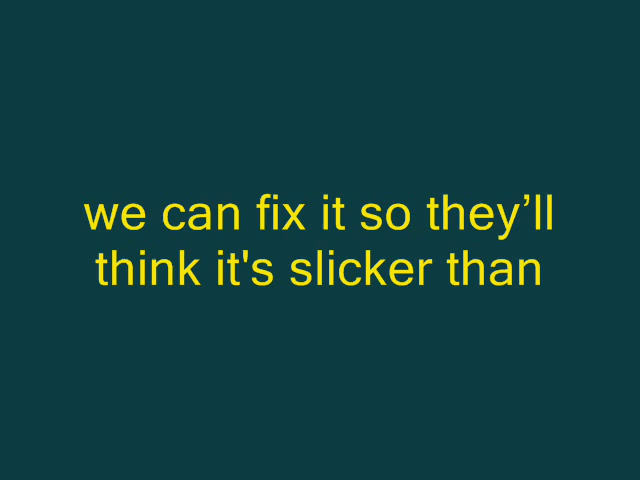 we can fix it so they’ll
think it's slicker than